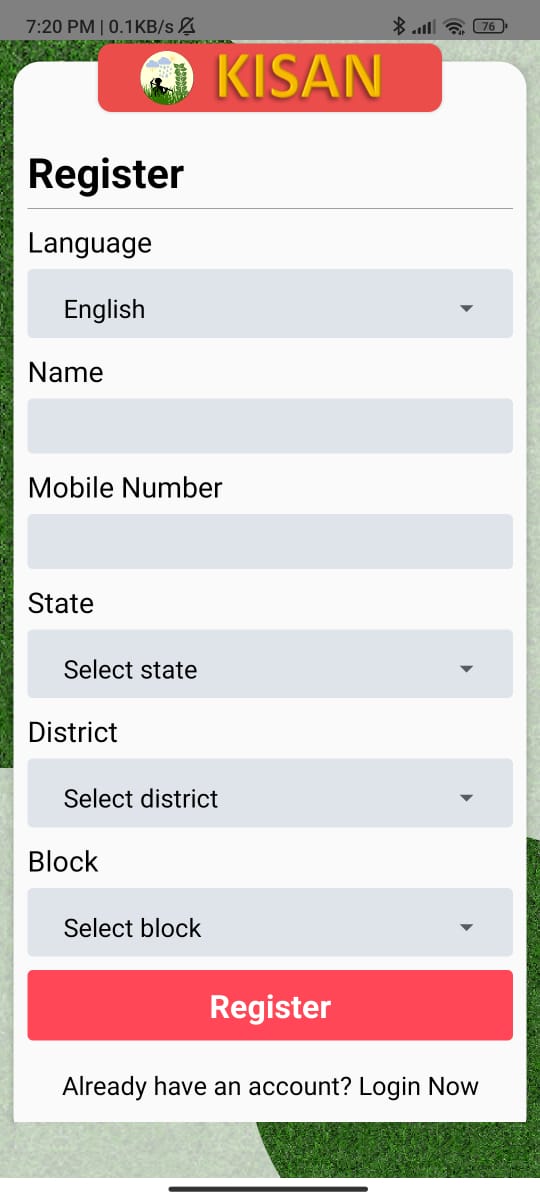 7:20 PM | 0.1KB/s 76
KISAN
Register
Language
English
Name
Mobile Number
State
Select state
District
Select district
Block
Select block
Register
Already have an account? Login Now